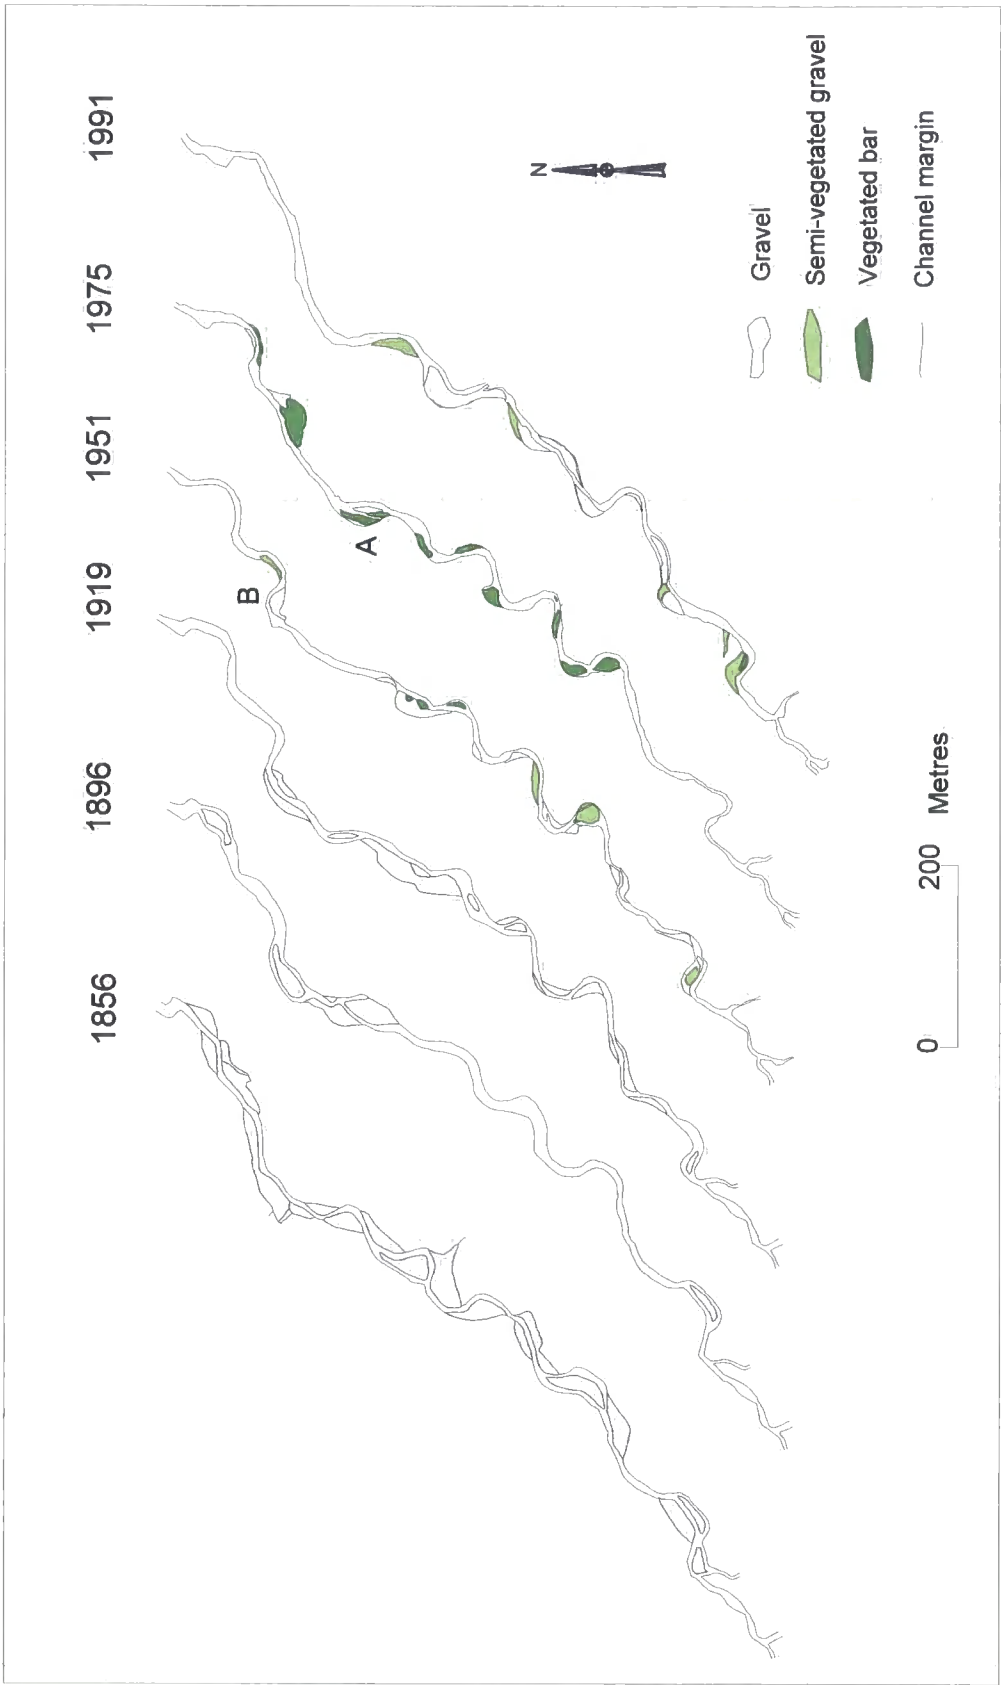 1856
1896
1919
1951
1975
1991
B
A
N
Gravel
Semi-vegetated gravel
Vegetated bar
Channel margin
0
200
Metres